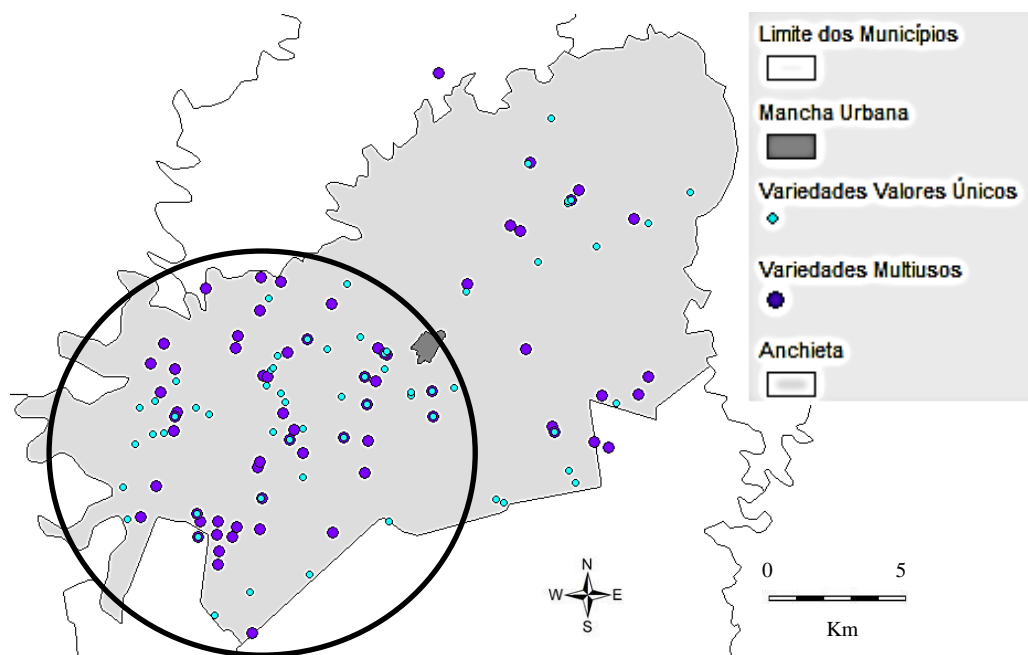 Limite dos Municípios
Mancha Urbana
Variedades Valores Únicos
Variedades Multiusos
Anchieta
N
W E
S
0 5
Km